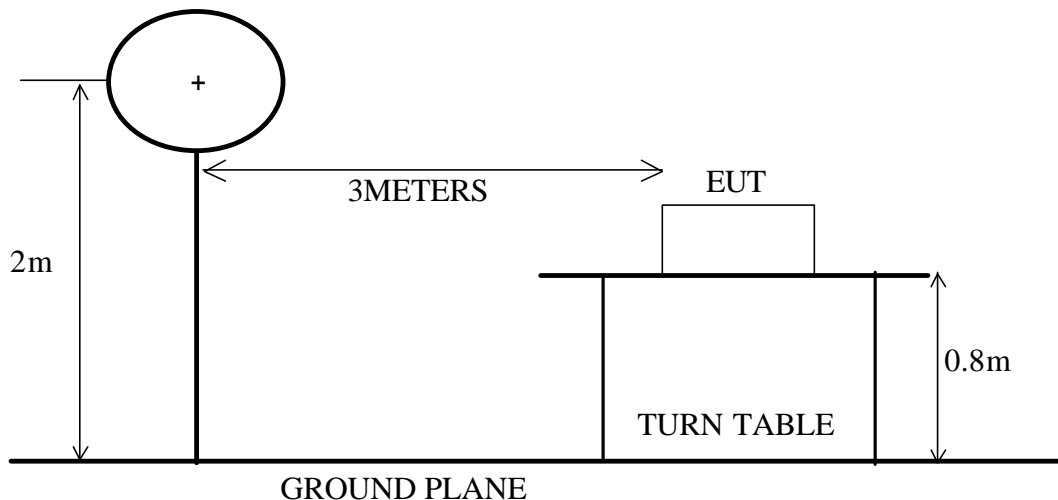 3METERS
EUT
2m
0.8m
TURN TABLE
GROUND PLANE